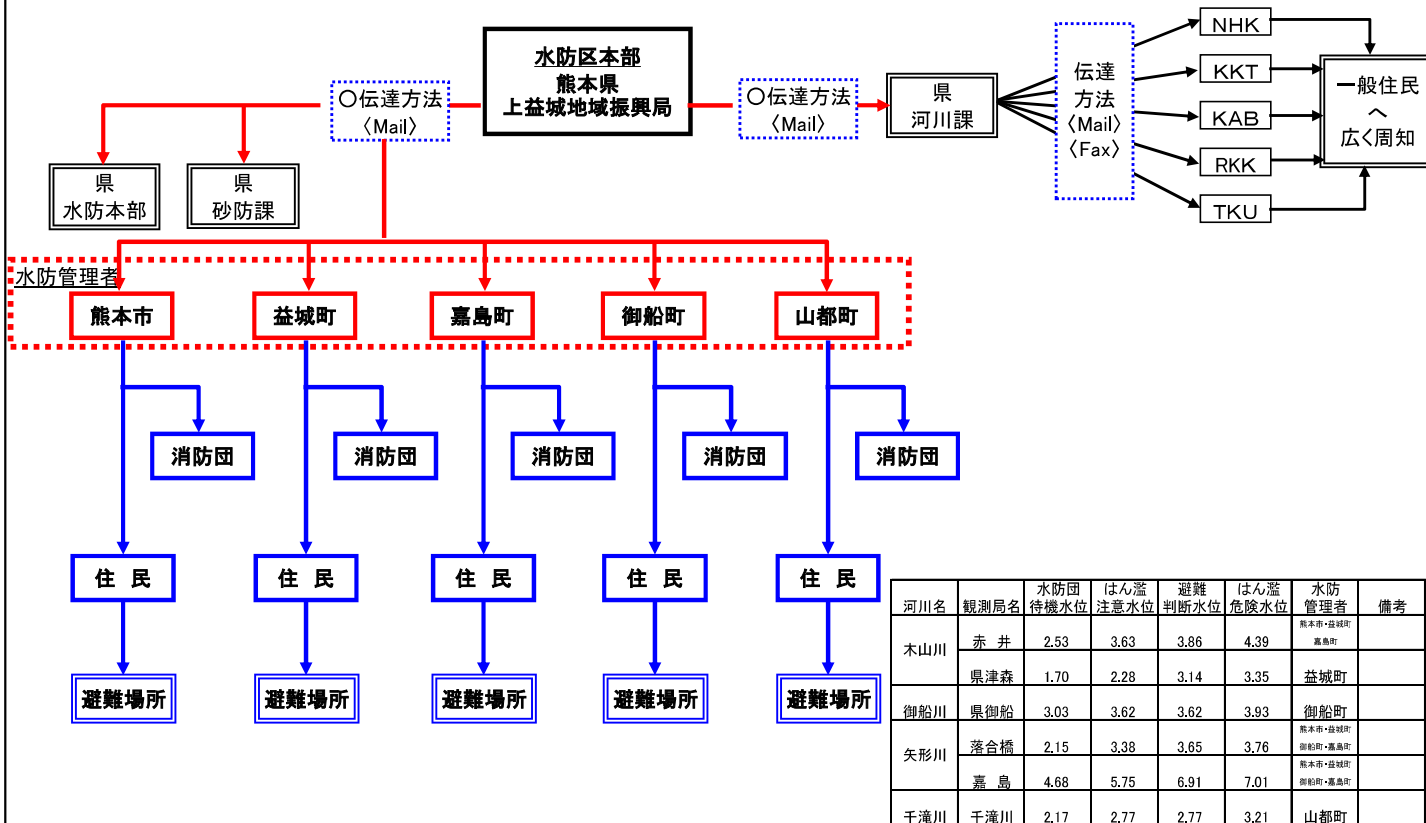 水防区本部
熊本県
上益城地域振興局
〇伝達方法
〈Mail〉
〇伝達方法
〈Mail〉
県
河川課
伝達
方法
〈Mail〉
〈Fax〉
NHK
KKT
KAB
RKK
TKU
一般住民
へ
広く周知
県
水防本部
県
砂防課
水防管理者
熊本市 益城町 嘉島町 御船町 山都町
消防団 消防団 消防団 消防団 消防団
住 民 住 民 住 民 住 民 住 民
避難場所 避難場所 避難場所 避難場所 避難場所
河川名 観測局名 水防団待機水位 はん濫注意水位 避難判断水位 はん濫危険水位 水防管理者 備考
木山川 赤 井 2.53 3.63 3.86 4.39 熊本市・益城町 嘉島町
県津森 1.70 2.28 3.14 3.35 益城町
御船川 県御船 3.03 3.62 3.62 3.93 御船町
矢形川 落合橋 2.15 3.38 3.65 3.76 熊本市・益城町 御船町・嘉島町
嘉 島 4.68 5.75 6.91 7.01 熊本市・益城町 御船町・嘉島町
千滝川 千滝川 2.17 2.77 2.77 3.21 山都町